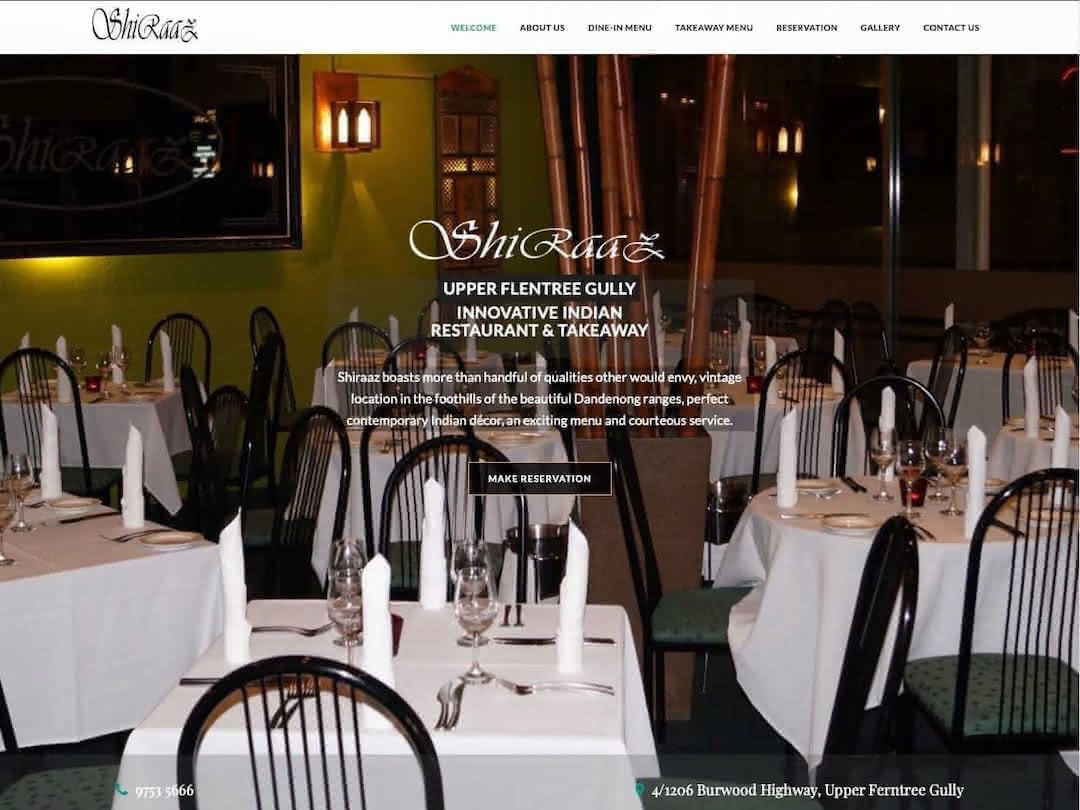 ShiRaaz
WELCOME
ABOUT US
DINE-IN MENU
TAKEAWAY MENU
RESERVATION
GALLERY
CONTACT US
ShiRaaz
ShiRaaz
UPPER FLENTREE GULLY
INNOVATIVE INDIAN
RESTAURANT & TAKEAWAY
Shiraaz boasts more than handful of qualities other would envy, vintage
location in the foothills of the beautiful Dandenong ranges, perfect
contemporary Indian décor, an exciting menu and courteous service.
MAKE RESERVATION
9753 5666
4/1206 Burwood Highway, Upper Ferntree Gully